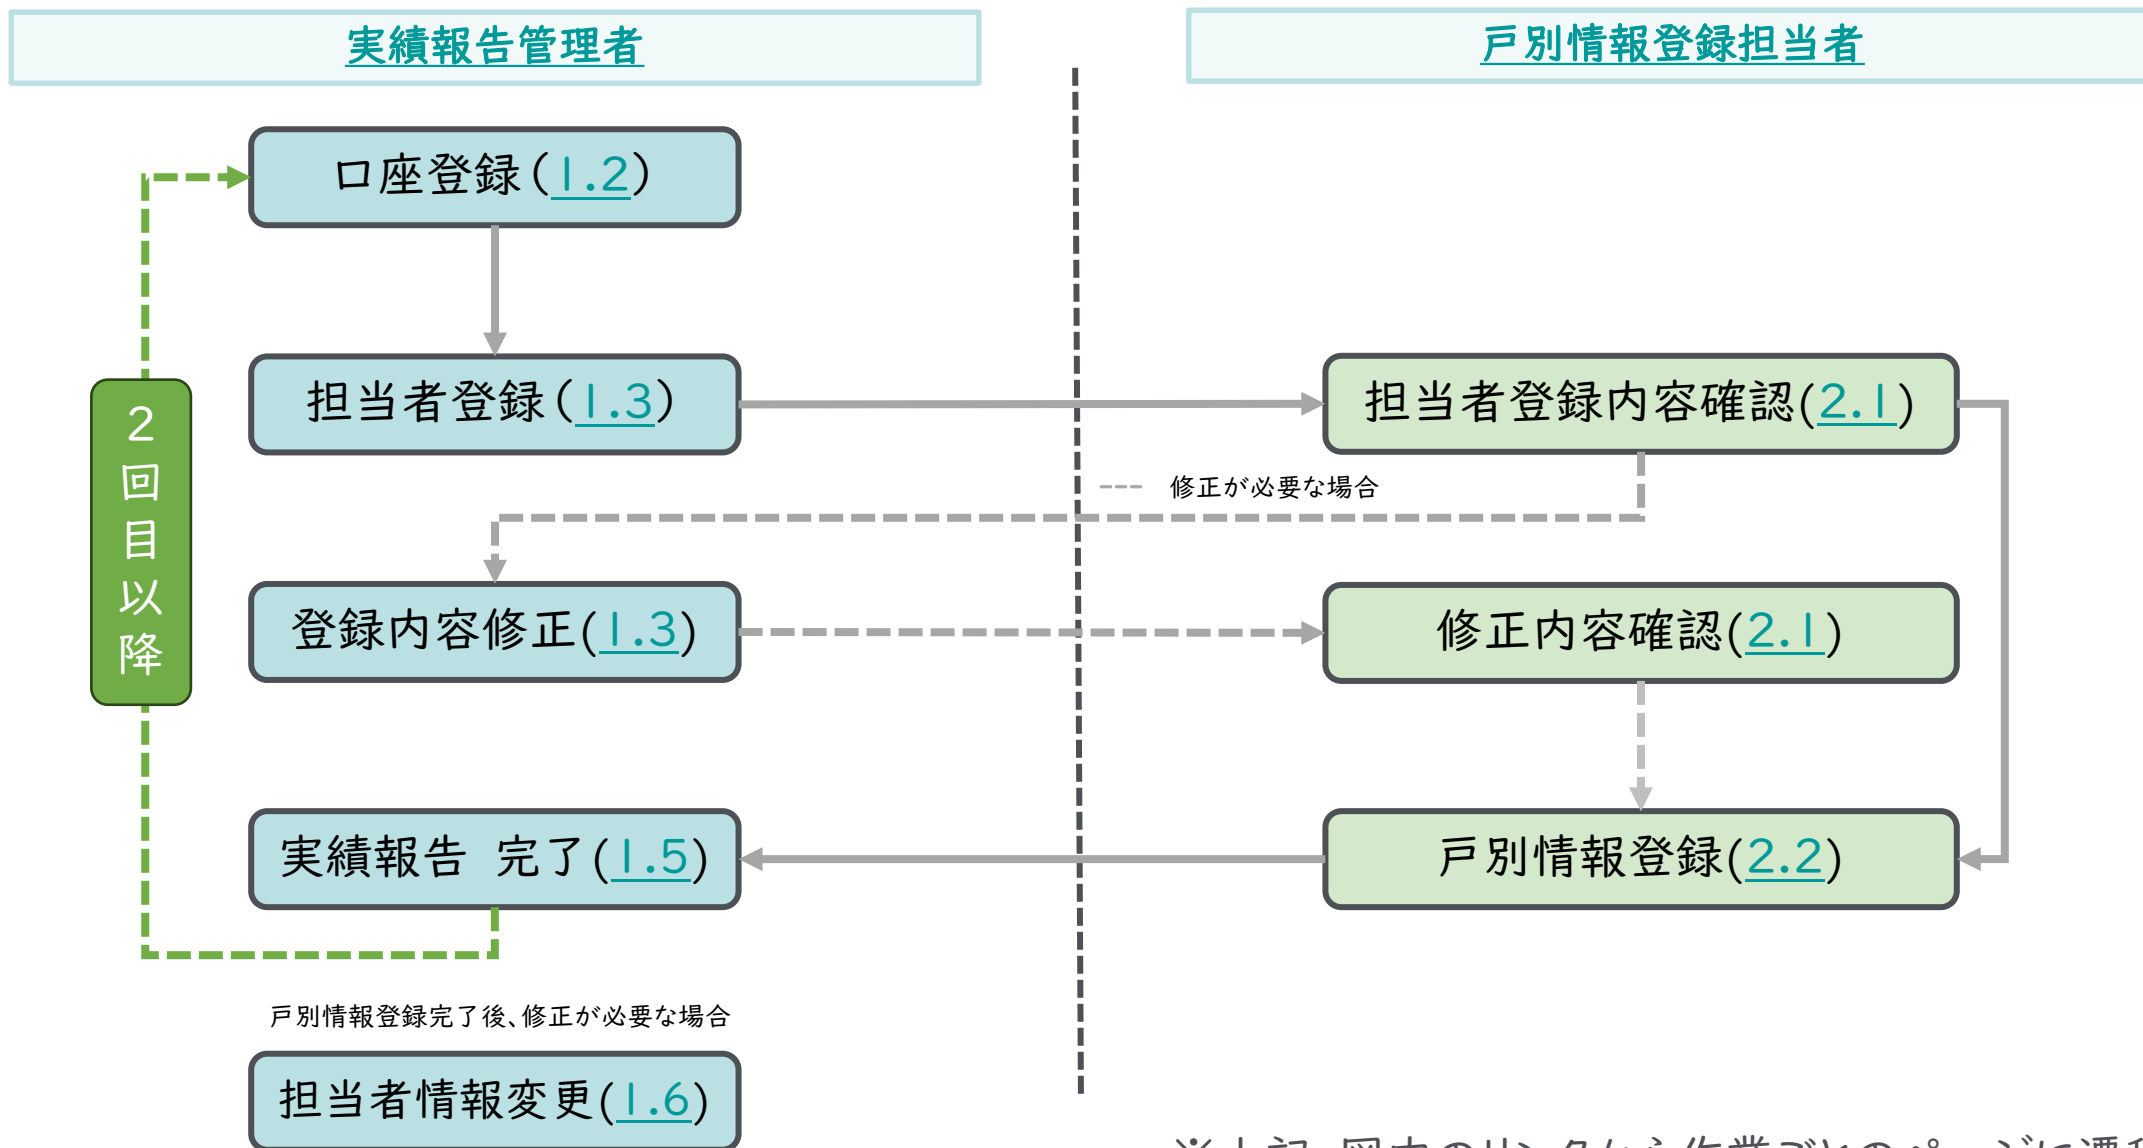 実績報告管理者
戸別情報登録担当者
口座登録(1.2)
担当者登録(1.3)
担当者登録内容確認(2.1)
修正が必要な場合
2回目以降
登録内容修正(1.3)
修正内容確認(2.1)
実績報告 完了(1.5)
戸別情報登録(2.2)
戸別情報登録完了後、修正が必要な場合
担当者情報変更(1.6)